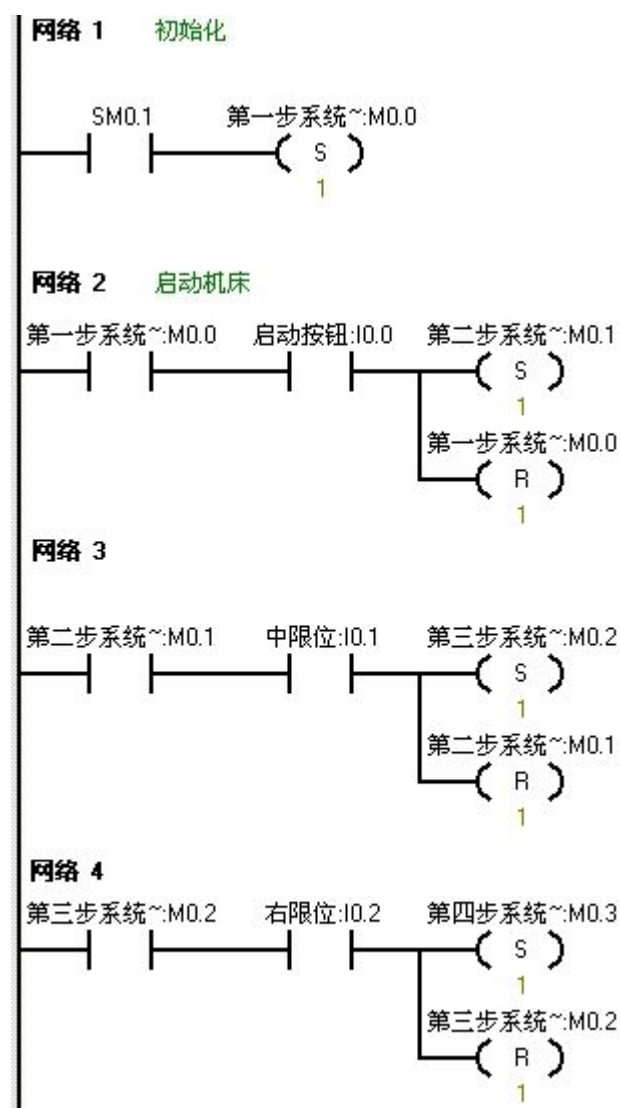 网络 1 初始化
SM0.1 第一步系统~:M0.0
S
1
网络 2 启动机床
第一步系统~:M0.0 启动按钮:I0.0 第二步系统~:M0.1
S
1
第一步系统~:M0.0
R
1
网络 3
第二步系统~:M0.1 中限位:I0.1 第三步系统~:M0.2
S
1
第二步系统~:M0.1
R
1
网络 4
第三步系统~:M0.2 右限位:I0.2 第四步系统~:M0.3
S
1
第三步系统~:M0.2
R
1